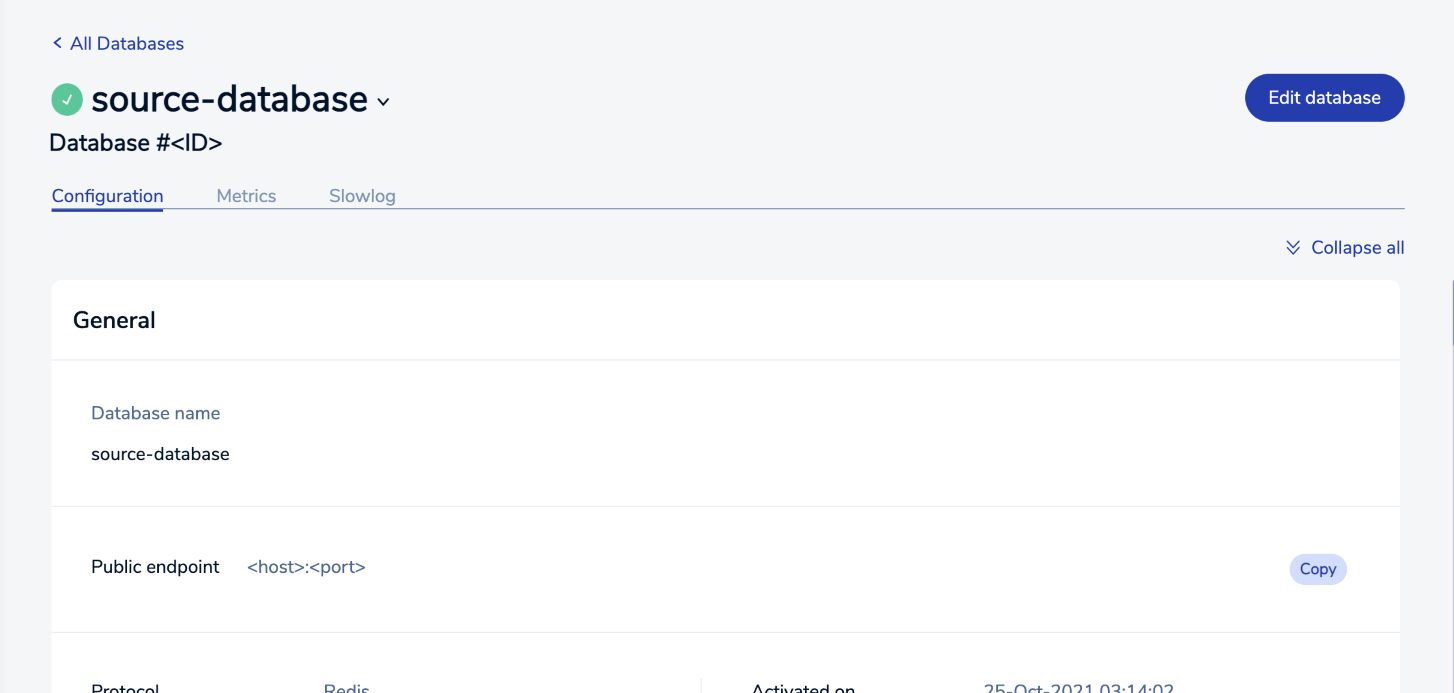 All Databases
source-database
Edit database
Database #<ID>
Configuration Metrics Slowlog
Collapse all
General
Database name
source-database
Public endpoint <host>:<port> Copy
Protocol Redis Activated on 25-Oct-2021 03:14:02